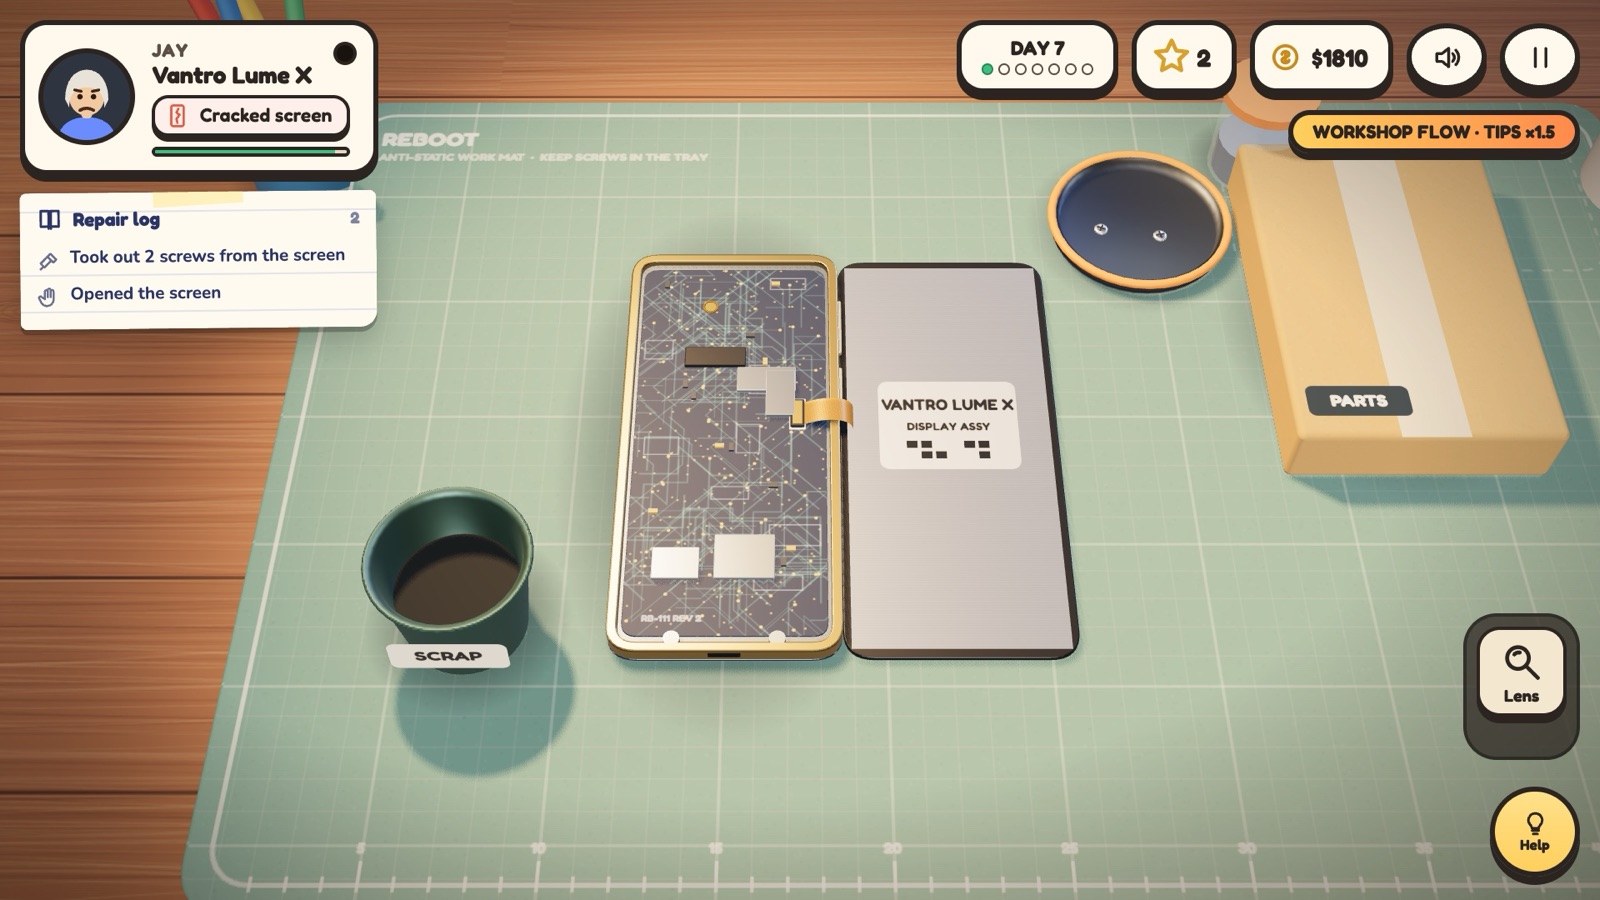 JAY
Vantro Lume X
Cracked screen
DAY 7
2
$1810
WORKSHOP FLOW · TIPS x1.5
REBOOT
ANTI-STATIC WORK MAT · KEEP SCREWS IN THE TRAY
Repair log
2
Took out 2 screws from the screen
Opened the screen
VANTRO LUME X
DISPLAY ASSY
PARTS
RB-111 REV 2
SCRAP
Lens
Help
5
10
15
20
25
30
35